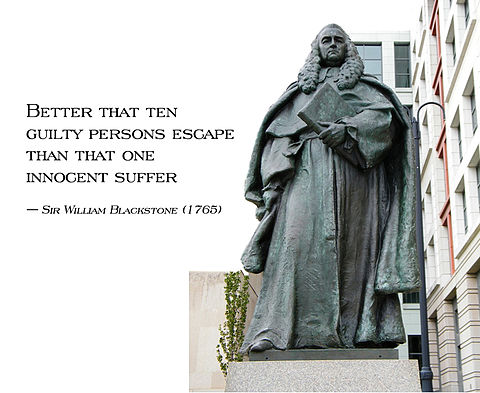 Better that ten
guilty persons escape
than that one
innocent suffer
— Sir William Blackstone (1765)